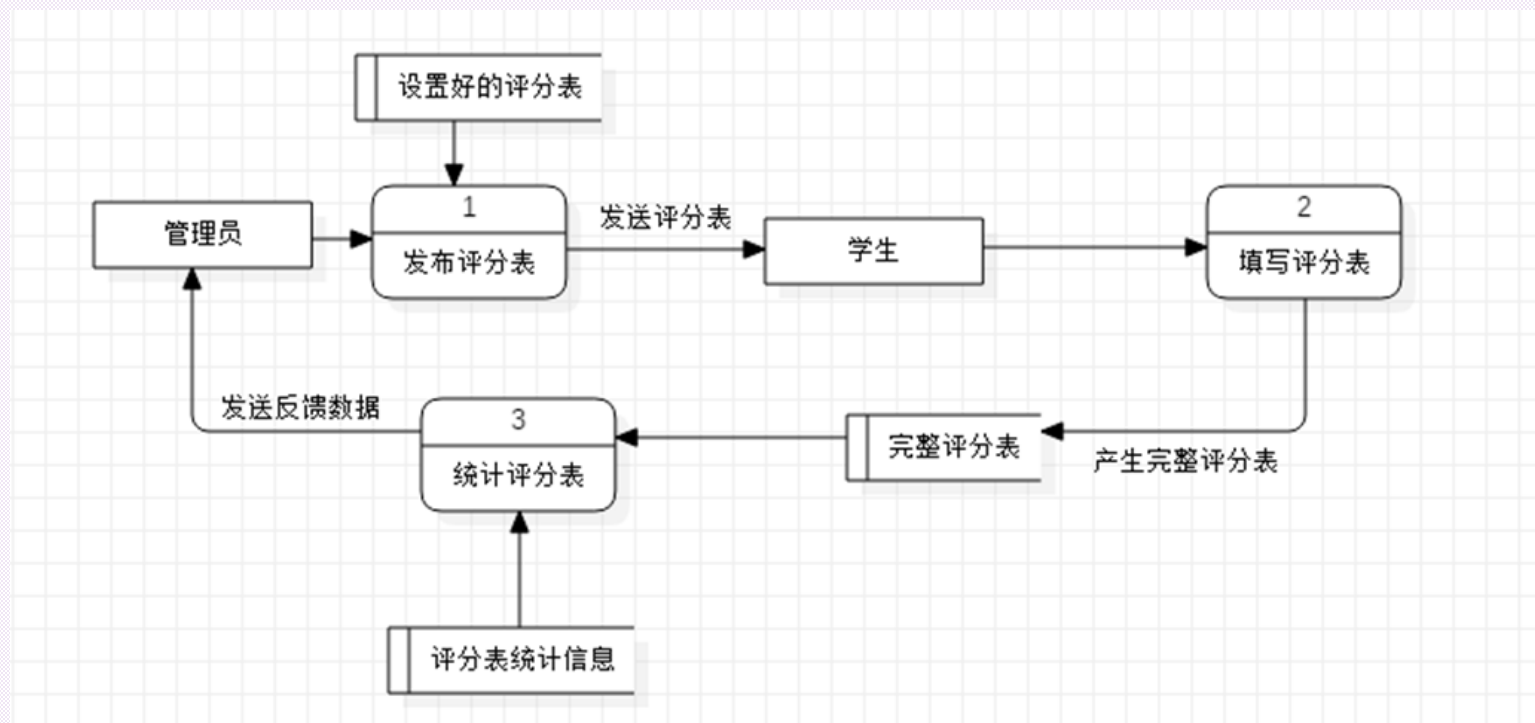 设置好的评分表
管理员
1
发布评分表
发送评分表
学生
2
填写评分表
发送反馈数据
3
统计评分表
完整评分表
产生完整评分表
评分表统计信息